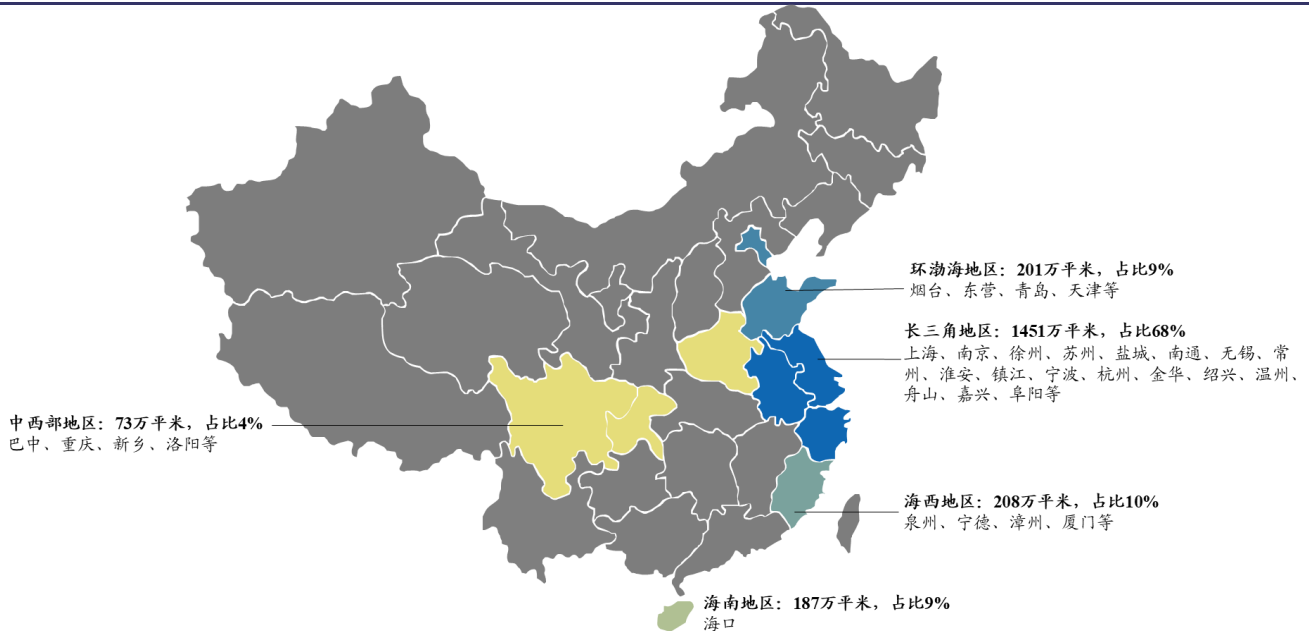 环渤海地区：201万平米，占比9%
烟台、东营、青岛、天津等
长三角地区：1451万平米，占比68%
上海、南京、徐州、苏州、盐城、南通、无锡、常
州、淮安、镇江、宁波、杭州、金华、绍兴、温州、
舟山、嘉兴、阜阳等
中西部地区：73万平米，占比4%
巴中、重庆、新乡、洛阳等
海西地区：208万平米，占比10%
泉州、宁德、漳州、厦门等
海南地区：187万平米，占比9%
海口